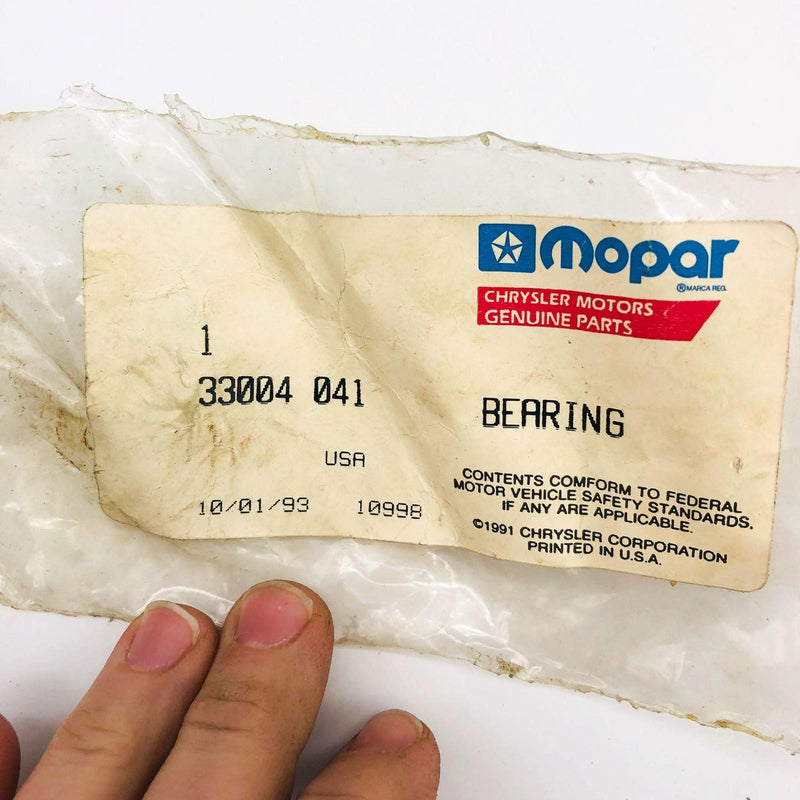 mopar
® MARCA REG.
CHRYSLER MOTORS
GENUINE PARTS
1
33004 041
BEARING
USA
10/01/93 10998
CONTENTS COMFORM TO FEDERAL
MOTOR VEHICLE SAFETY STANDARDS.
IF ANY ARE APPLICABLE.
©1991 CHRYSLER CORPORATION
PRINTED IN U.S.A.